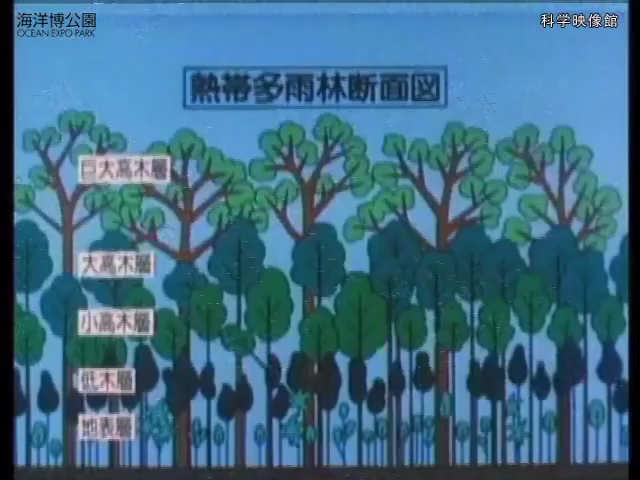 海洋博公園
OCEAN EXPO PARK
科学映像館
熱帯多雨林断面図
巨大高木層
大高木層
小高木層
低木層
地表層